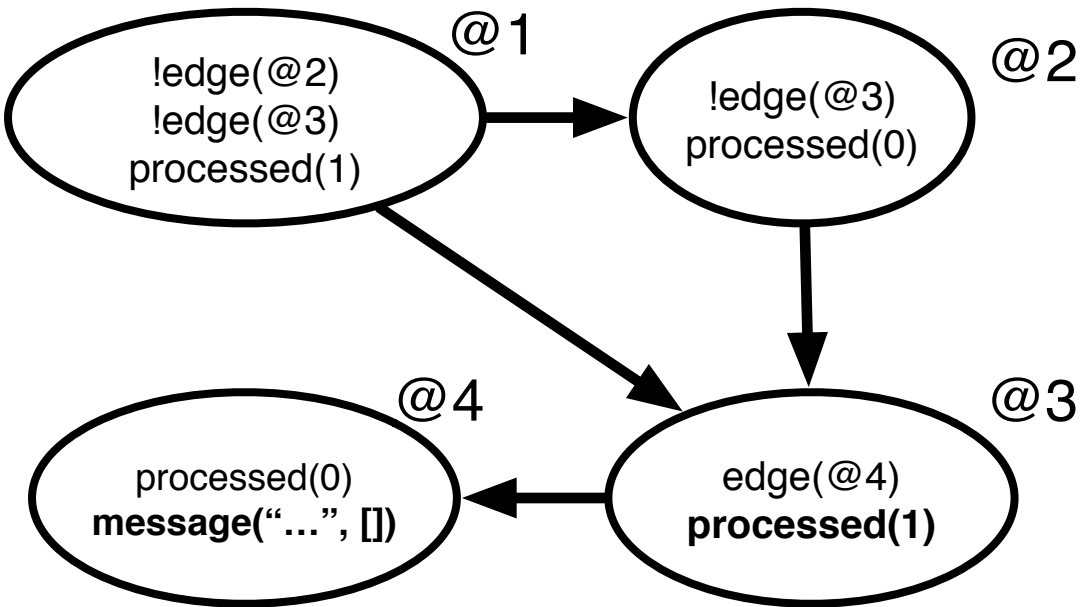 @1
!edge(@2)
!edge(@3)
processed(1)
@2
!edge(@3)
processed(0)
@4
processed(0)
message(“...”, [])
@3
edge(@4)
processed(1)